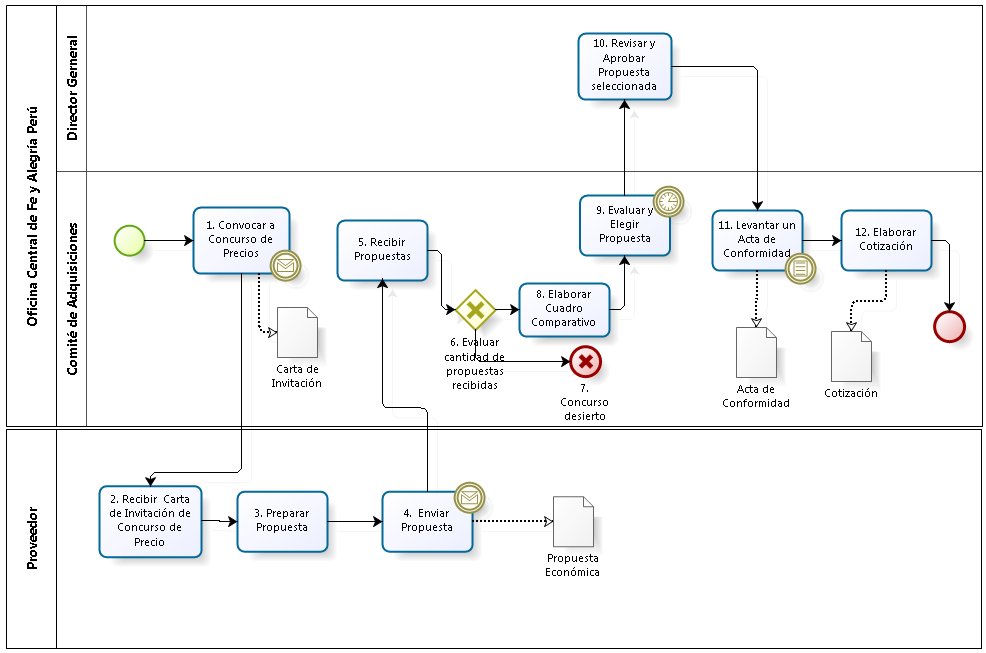 Oficina Central de Fe y Alegría Perú
Director Gerneral
10. Revisar y
Aprobar
Propuesta
seleccionada
Comité de Adquisiciones
1. Convocar a
Concurso de
Precios
Carta de
Invitación
5. Recibir
Propuestas
6. Evaluar
cantidad de
propuestas
recibidas
7.
Concurso
desierto
8. Elaborar
Cuadro
Comparativo
9. Evaluar y
Elegir
Propuesta
11. Levantar un
Acta de
Conformidad
Acta de
Conformidad
12. Elaborar
Cotización
Cotización
Proveedor
2. Recibir Carta
de Invitación de
Concurso de
Precio
3. Preparar
Propuesta
4. Enviar
Propuesta
Propuesta
Económica